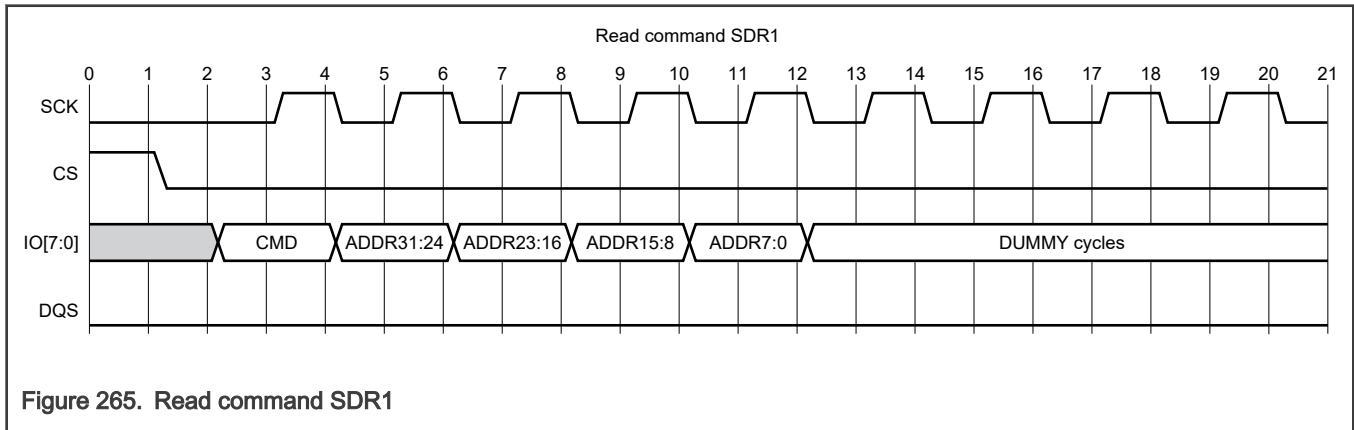 Read command SDR1
0 1 2 3 4 5 6 7 8 9 10 11 12 13 14 15 16 17 18 19 20 21
SCK
CS
IO[7:0] CMD ADDR31:24 ADDR23:16 ADDR15:8 ADDR7:0 DUMMY cycles
DQS
Figure 265. Read command SDR1